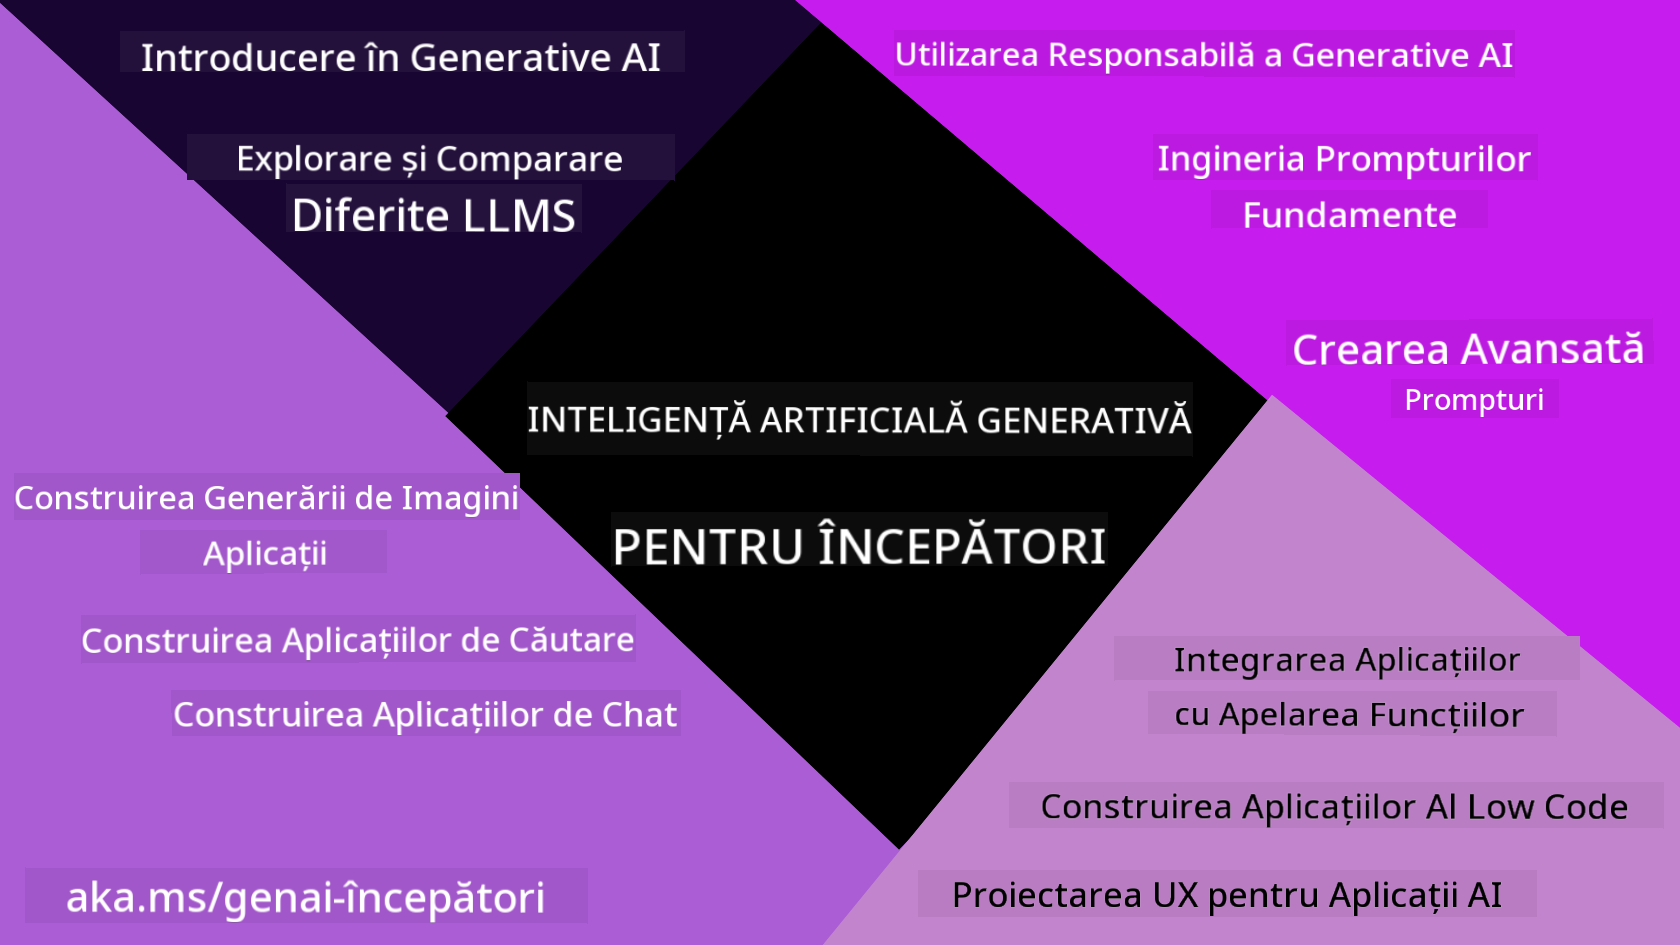 Introducere în Generative AI
Explorare și Comparare
Diferite LLMS
Utilizarea Responsabilă a Generative AI
Ingineria Prompturilor
Fundamente
Crearea Avansată
Prompturi
INTELIGENȚĂ ARTIFICIALĂ GENERATIVĂ
PENTRU ÎNCEPĂTORI
Construirea Generării de Imagini
Aplicații
Construirea Aplicațiilor de Căutare
Construirea Aplicațiilor de Chat
aka.ms/genai-începători
Integrarea Aplicațiilor
cu Apelarea Funcțiilor
Construirea Aplicațiilor Al Low Code
Proiectarea UX pentru Aplicații AI